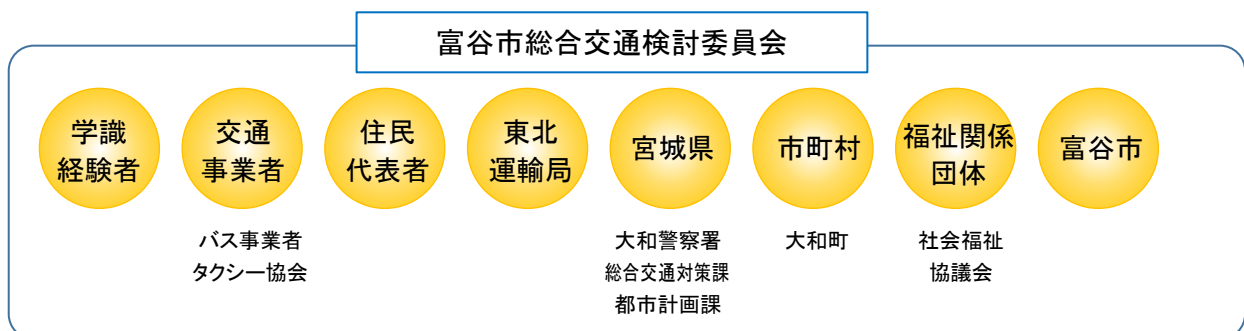 富谷市総合交通検討委員会
学識
経験者
交通
事業者
住民
代表者
東北
運輸局
宮城県
市町村
福祉関係
団体
富谷市
バス事業者
タクシー協会
大和警察署
総合交通対策課
都市計画課
大和町
社会福祉
協議会